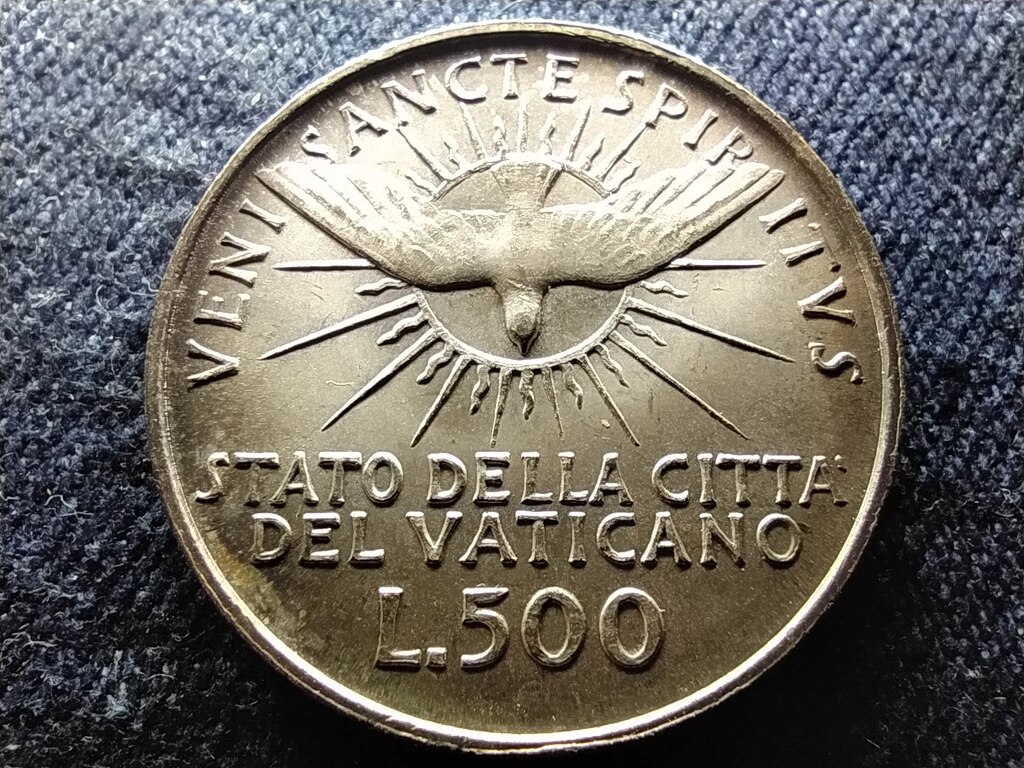 VENI SANCTE SPIRITVS
STATO DELLA CITTA'
DEL VATICANO
L.500